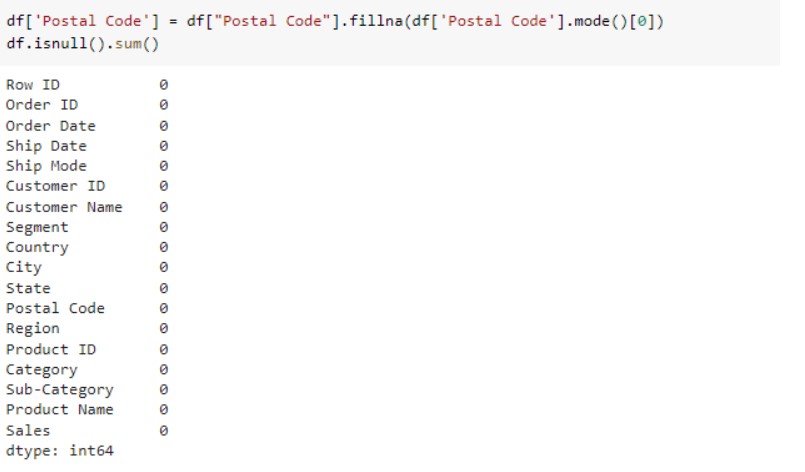 df['Postal Code'] = df["Postal Code"].fillna(df['Postal Code'].mode()[0])
df.isnull().sum()
Row ID 0
Order ID 0
Order Date 0
Ship Date 0
Ship Mode 0
Customer ID 0
Customer Name 0
Segment 0
Country 0
City 0
State 0
Postal Code 0
Region 0
Product ID 0
Category 0
Sub-Category 0
Product Name 0
Sales 0
dtype: int64